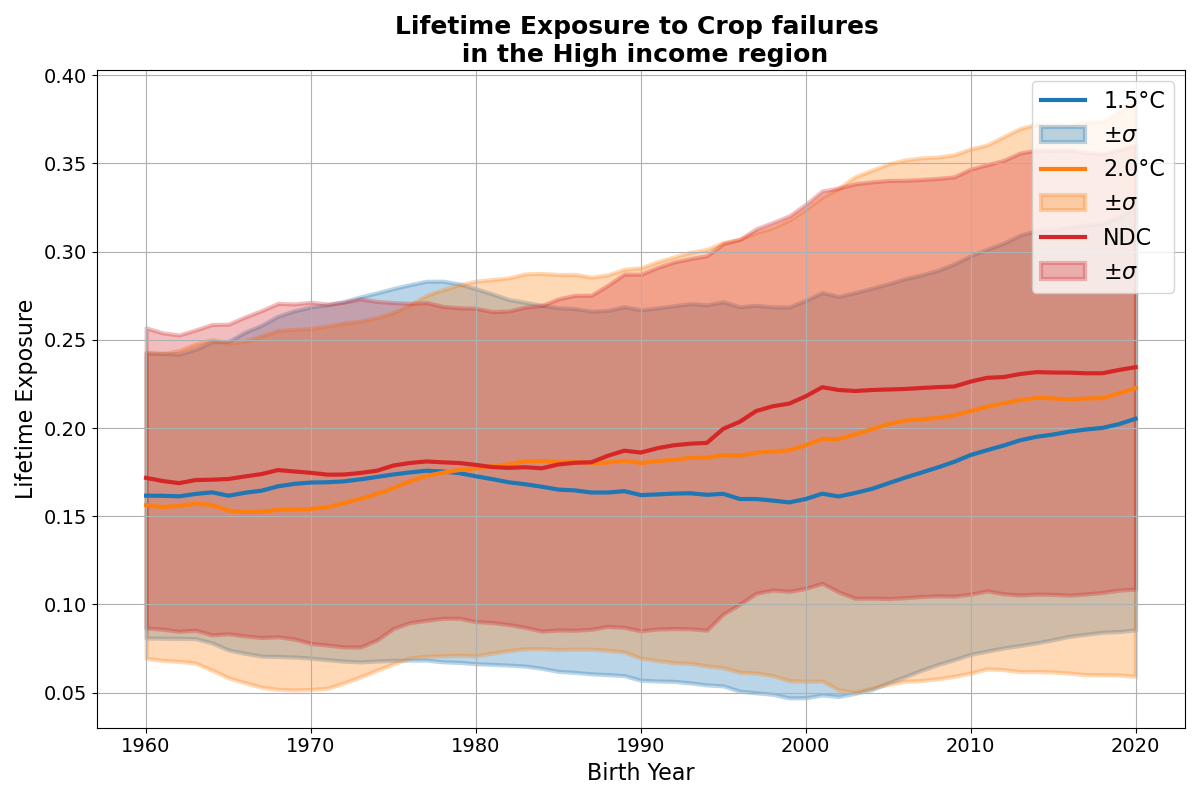 Lifetime Exposure to Crop failures
in the High income region
0.40
0.35
0.30
0.25
0.20
0.15
0.10
0.05
Lifetime Exposure
1.5°C
±σ
2.0°C
±σ
NDC
±σ
1960 1970 1980 1990 2000 2010 2020
Birth Year